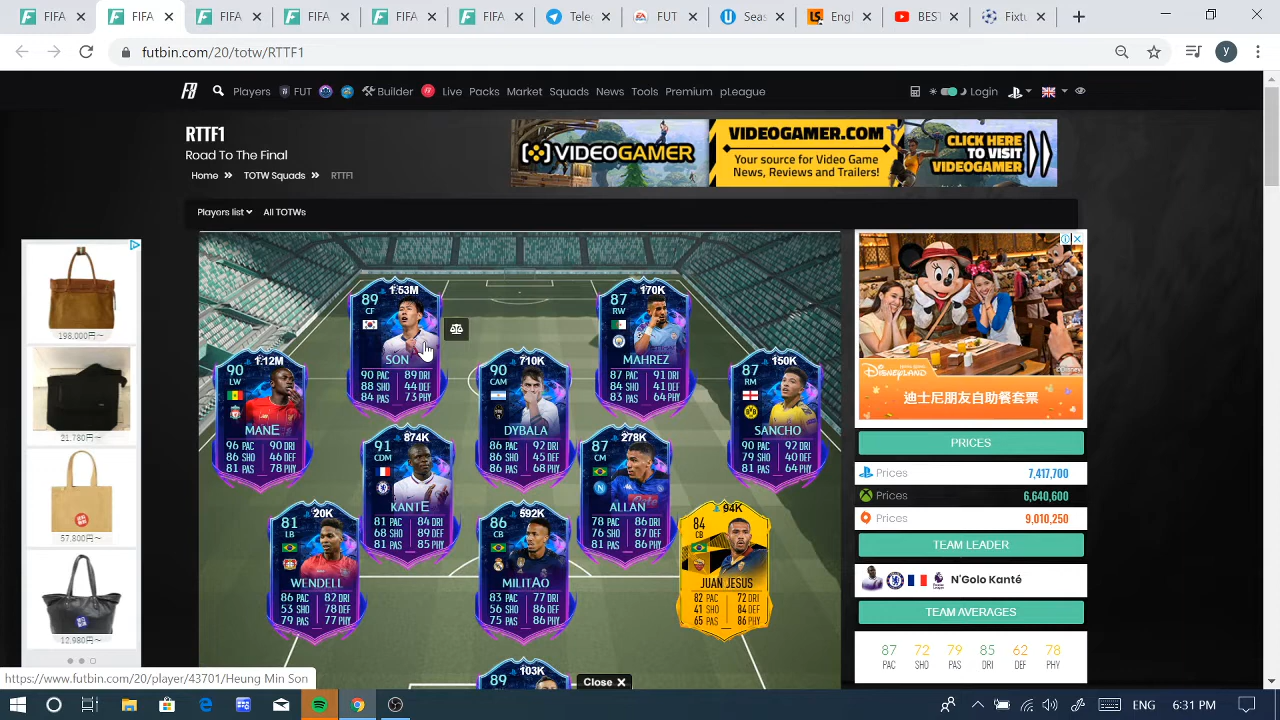 FIFA
FIFA
FIFA
FIFA
Tele
FUT
Seas
Engl
BEST
futbin.com/20/totw/RTTF1
y
Players FUT Builder Live Packs Market Squads News Tools Premium pLeague Login
RTTF1
Road To The Final
Home TOTW Squads RTTF1
VIDEOGAMER
VIDEOGAMER.COM
Your source for Video Game
News, Reviews and Trailers!
CLICK HERE
TO VISIT
VIDEOGAMER
Players list All TOTWs
1.53M
89
CF
SON
90 PAC 89 DRI
88 SHO 44 DEF
84 PAS 73 PHY
170K
87
RW
MAHREZ
87 PAC 91 DRI
84 SHO 41 DEF
83 PAS 64 PHY
1.12M
90
LW
MANÉ
96 PAC 90 DRI
86 SHO 46 DEF
81 PAS 78 PHY
710K
90
CAM
DYBALA
86 PAC 92 DRI
86 SHO 45 DEF
86 PAS 68 PHY
150K
87
RM
SANCHO
90 PAC 92 DRI
79 SHO 40 DEF
81 PAS 64 PHY
874K
91
CDM
KANTÉ
81 PAC 84 DRI
68 SHO 89 DEF
81 PAS 85 PHY
278K
87
CM
ALLAN
78 PAC 86 DRI
76 SHO 87 DEF
81 PAS 86 PHY
20K
81
LB
WENDELL
86 PAC 82 DRI
53 SHO 78 DEF
79 PAS 77 PHY
592K
86
CB
MILITÃO
83 PAC 77 DRI
56 SHO 86 DEF
75 PAS 86 PHY
94K
84
CB
JUAN JESUS
62 PAC 72 DRI
41 SHO 84 DEF
65 PAS 86 PHY
103K
89
Close
198,000円~
21,780円~
57,800円~
12,980円~
Disneyland
迪士尼朋友自助餐套票
PRICES
Prices 7,417,700
Prices 6,640,600
Prices 9,010,250
TEAM LEADER
N'Golo Kanté
TEAM AVERAGES
87 72 79 85 62 78
PAC SHO PAS DRI DEF PHY
https://www.futbin.com/20/player/43701/Heung Min Son
ENG 6:31 PM